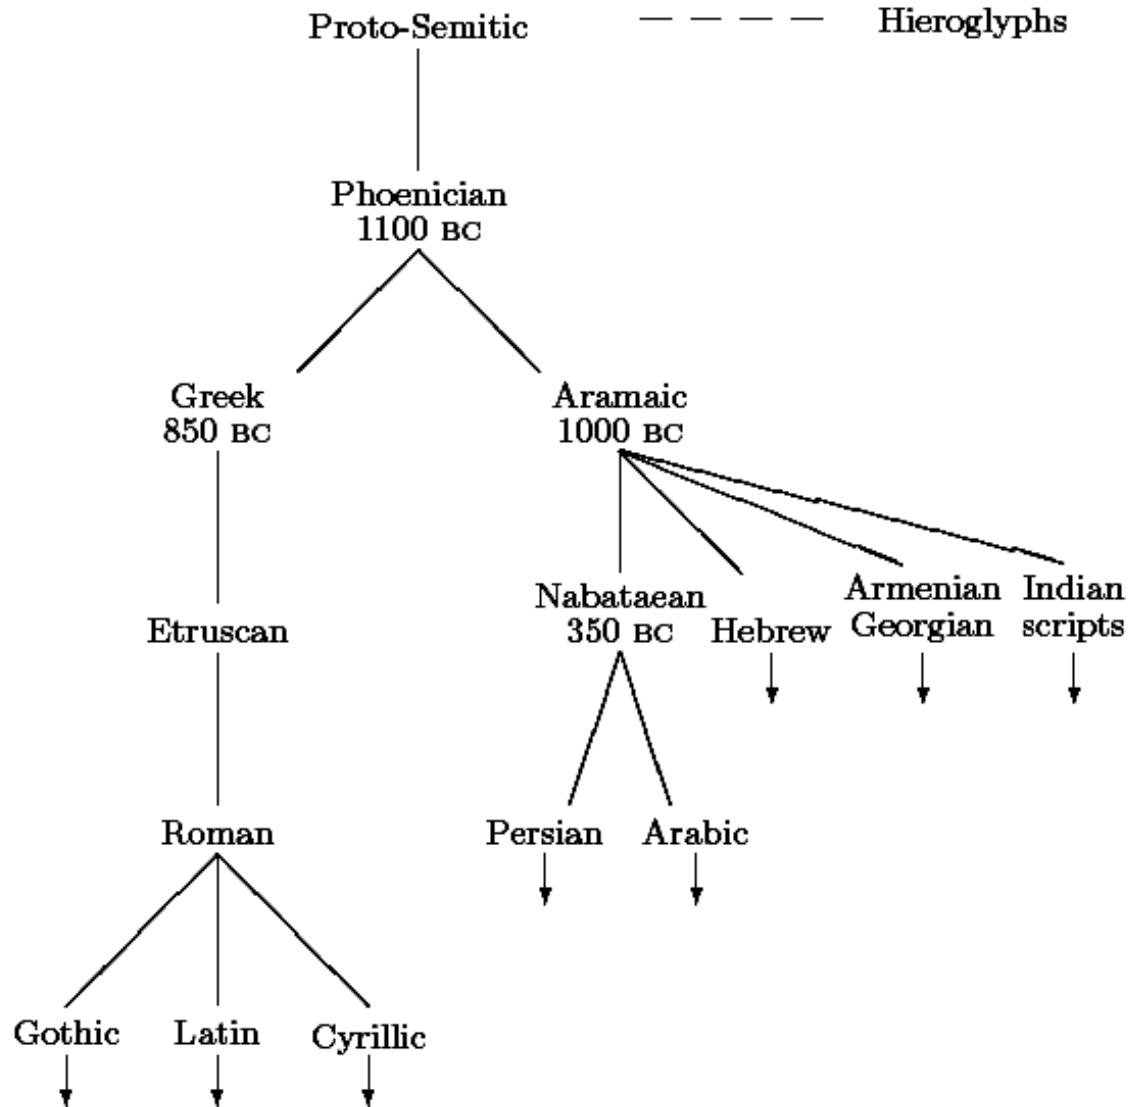 Proto-Semitic
Hieroglyphs
Phoenician
1100 BC
Greek
850 BC
Aramaic
1000 BC
Etruscan
Nabataean
350 BC
Hebrew
Armenian
Georgian
Indian
scripts
Roman
Persian
Arabic
Gothic
Latin
Cyrillic